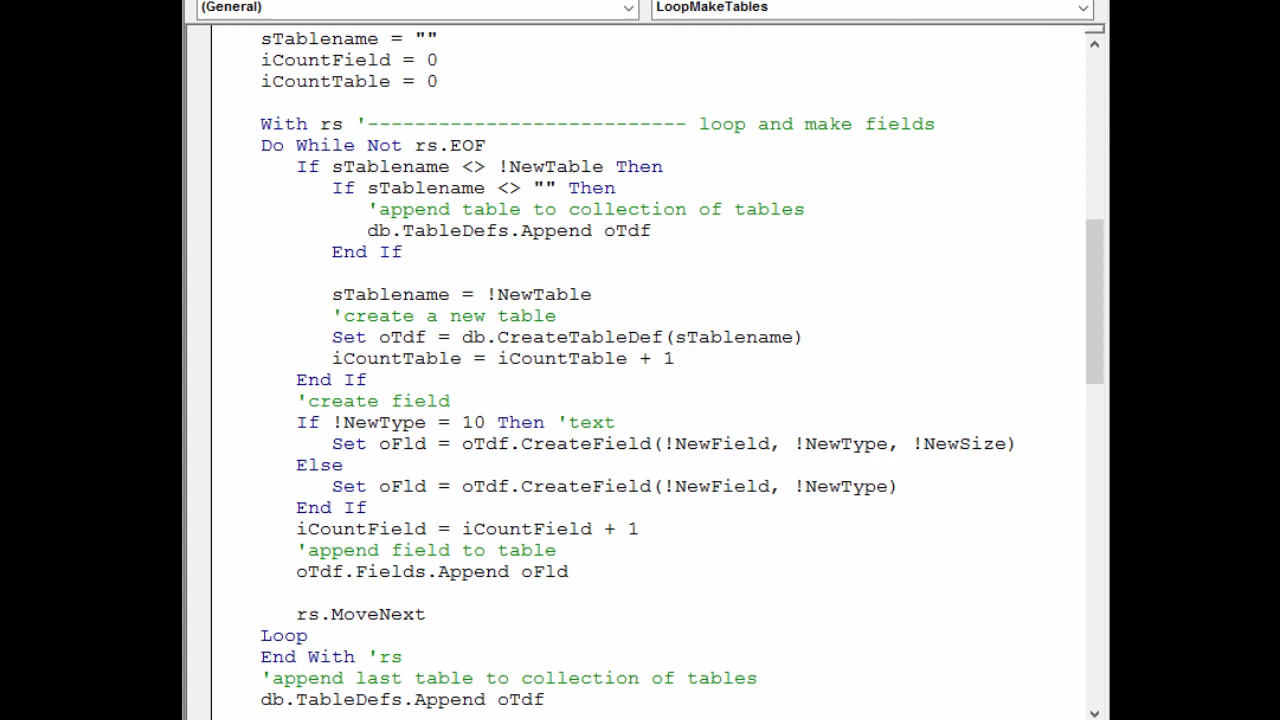 (General) LoopMakeTables
sTablename = ""
iCountField = 0
iCountTable = 0
With rs '--------------------------- loop and make fields
Do While Not rs.EOF
If sTablename <> !NewTable Then
If sTablename <> "" Then
'append table to collection of tables
db.TableDefs.Append oTdf
End If
sTablename = !NewTable
'create a new table
Set oTdf = db.CreateTableDef(sTablename)
iCountTable = iCountTable + 1
End If
'create field
If !NewType = 10 Then 'text
Set oFld = oTdf.CreateField(!NewField, !NewType, !NewSize)
Else
Set oFld = oTdf.CreateField(!NewField, !NewType)
End If
iCountField = iCountField + 1
'append field to table
oTdf.Fields.Append oFld
rs.MoveNext
Loop
End With 'rs
'append last table to collection of tables
db.TableDefs.Append oTdf